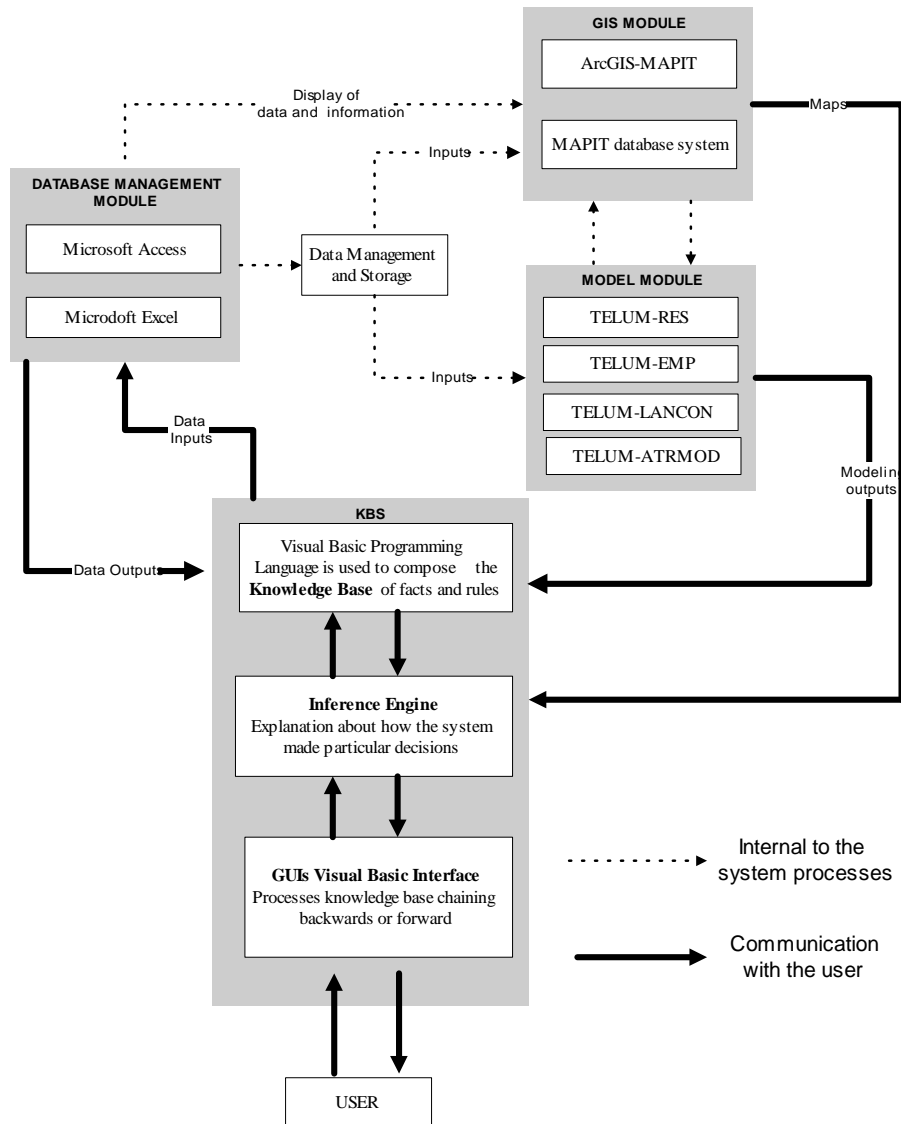 GIS MODULE
ArcGIS-MAPIT
MAPIT database system
Maps
Display of
data and information
Inputs
DATABASE MANAGEMENT
MODULE
Microsoft Access
Microdoft Excel
Data Management
and Storage
Inputs
MODEL MODULE
TELUM-RES
TELUM-EMP
TELUM-LANCON
TELUM-ATRMOD
Data
Inputs
Modeling
outputs
Data Outputs
KBS
Visual Basic Programming
Language is used to compose the
Knowledge Base of facts and rules
Inference Engine
Explanation about how the system
made particular decisions
GUIs Visual Basic Interface
Processes knowledge base chaining
backwards or forward
Internal to the
system processes
Communication
with the user
USER